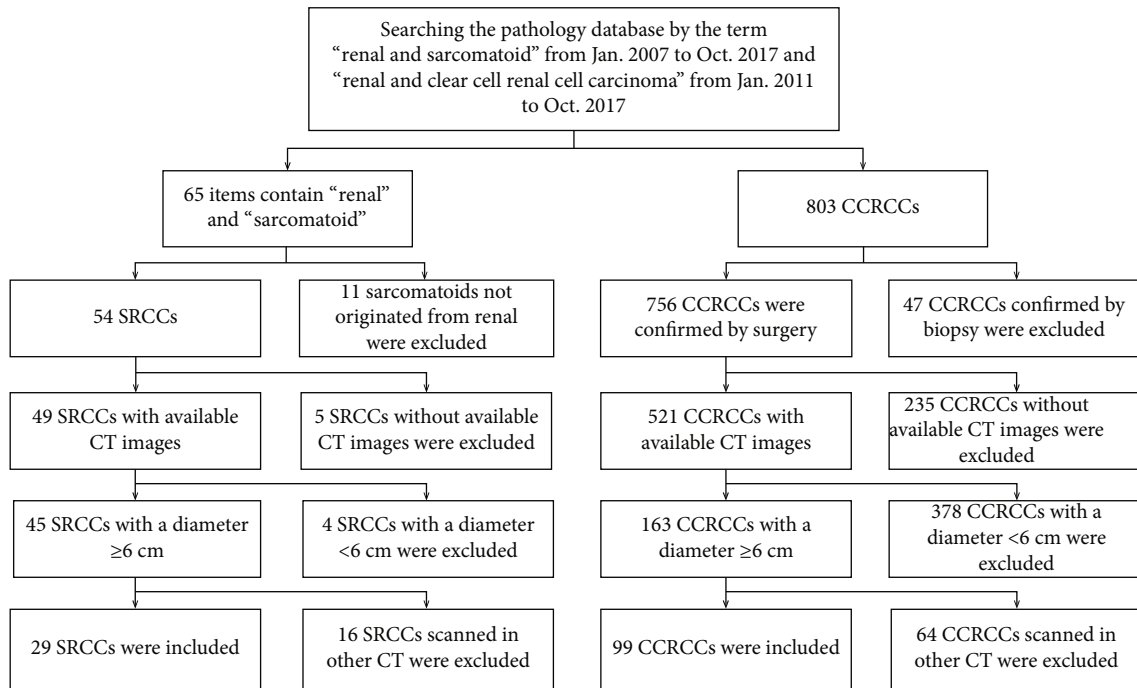 Searching the pathology database by the term
“renal and sarcomatoid” from Jan. 2007 to Oct. 2017 and
“renal and clear cell renal cell carcinoma” from Jan. 2011
to Oct. 2017
65 items contain “renal”
and “sarcomatoid”
803 CCRCCs
54 SRCCs
11 sarcomatoids not
originated from renal
were excluded
756 CCRCCs were
confirmed by surgery
47 CCRCCs confirmed by
biopsy were excluded
49 SRCCs with available
CT images
5 SRCCs without available
CT images were excluded
521 CCRCCs with
available CT images
235 CCRCCs without
available CT images were
excluded
45 SRCCs with a diameter
≥6 cm
4 SRCCs with a diameter
<6 cm were excluded
163 CCRCCs with a
diameter ≥6 cm
378 CCRCCs with a
diameter <6 cm were
excluded
29 SRCCs were included
16 SRCCs scanned in
other CT were excluded
99 CCRCCs were included
64 CCRCCs scanned in
other CT were excluded